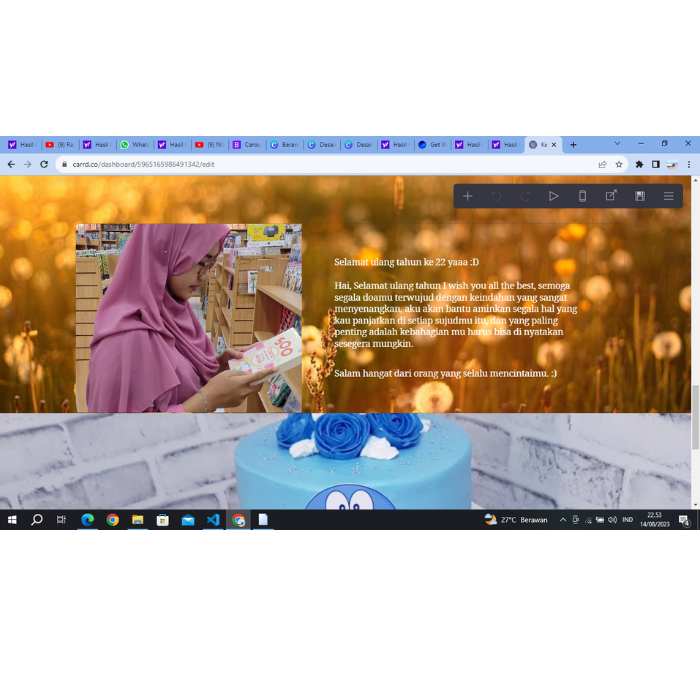 Hasil
(9) Ra
Hasil
Whats
Hasil
(9) N
Carou
Beran
Desai
Desai
Hasil
Get W
Hasil
Hasil
Ka
carrd.co/dashboard/5965165986491342/edit
Selamat ulang tahun ke 22 yaaa :D
Hai, Selamat ulang tahun I wish you all the best, semoga
segala doamu terwujud dengan keindahan yang sangat
menyenangkan, aku akan bantu aminkan segala hal yang
kau panjatkan di setiap sujudmu itu, dan yang paling
penting adalah kebahagian mu harus bisa di nyatakan
sesegera mungkin.
Salam hangat dari orang yang selalu mencintaimu. :)
27°C Berawan
IND
22.53
14/08/2023